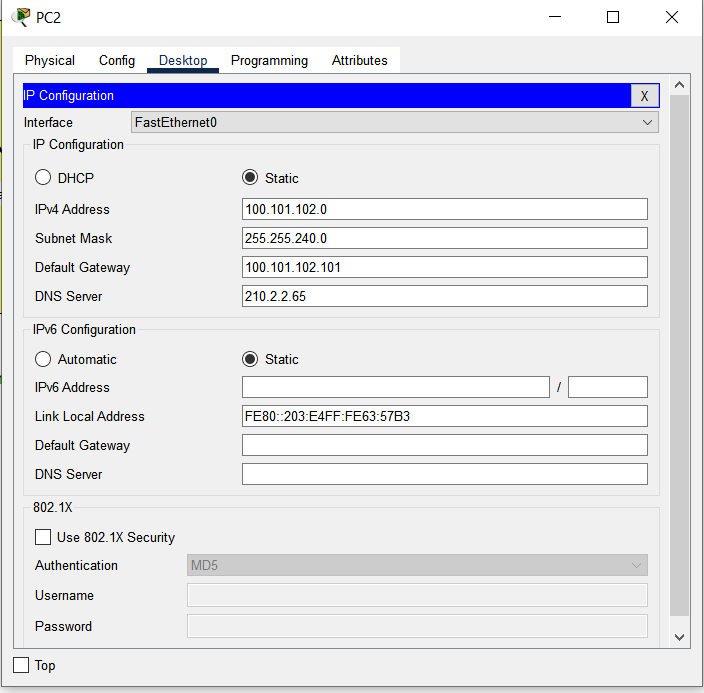 PC2
Physical Config Desktop Programming Attributes
IP Configuration X
Interface FastEthernet0
IP Configuration
DHCP Static
IPv4 Address 100.101.102.0
Subnet Mask 255.255.240.0
Default Gateway 100.101.102.101
DNS Server 210.2.2.65
IPv6 Configuration
Automatic Static
IPv6 Address /
Link Local Address FE80::203:E4FF:FE63:57B3
Default Gateway
DNS Server
802.1X
Use 802.1X Security
Authentication MD5
Username
Password
Top